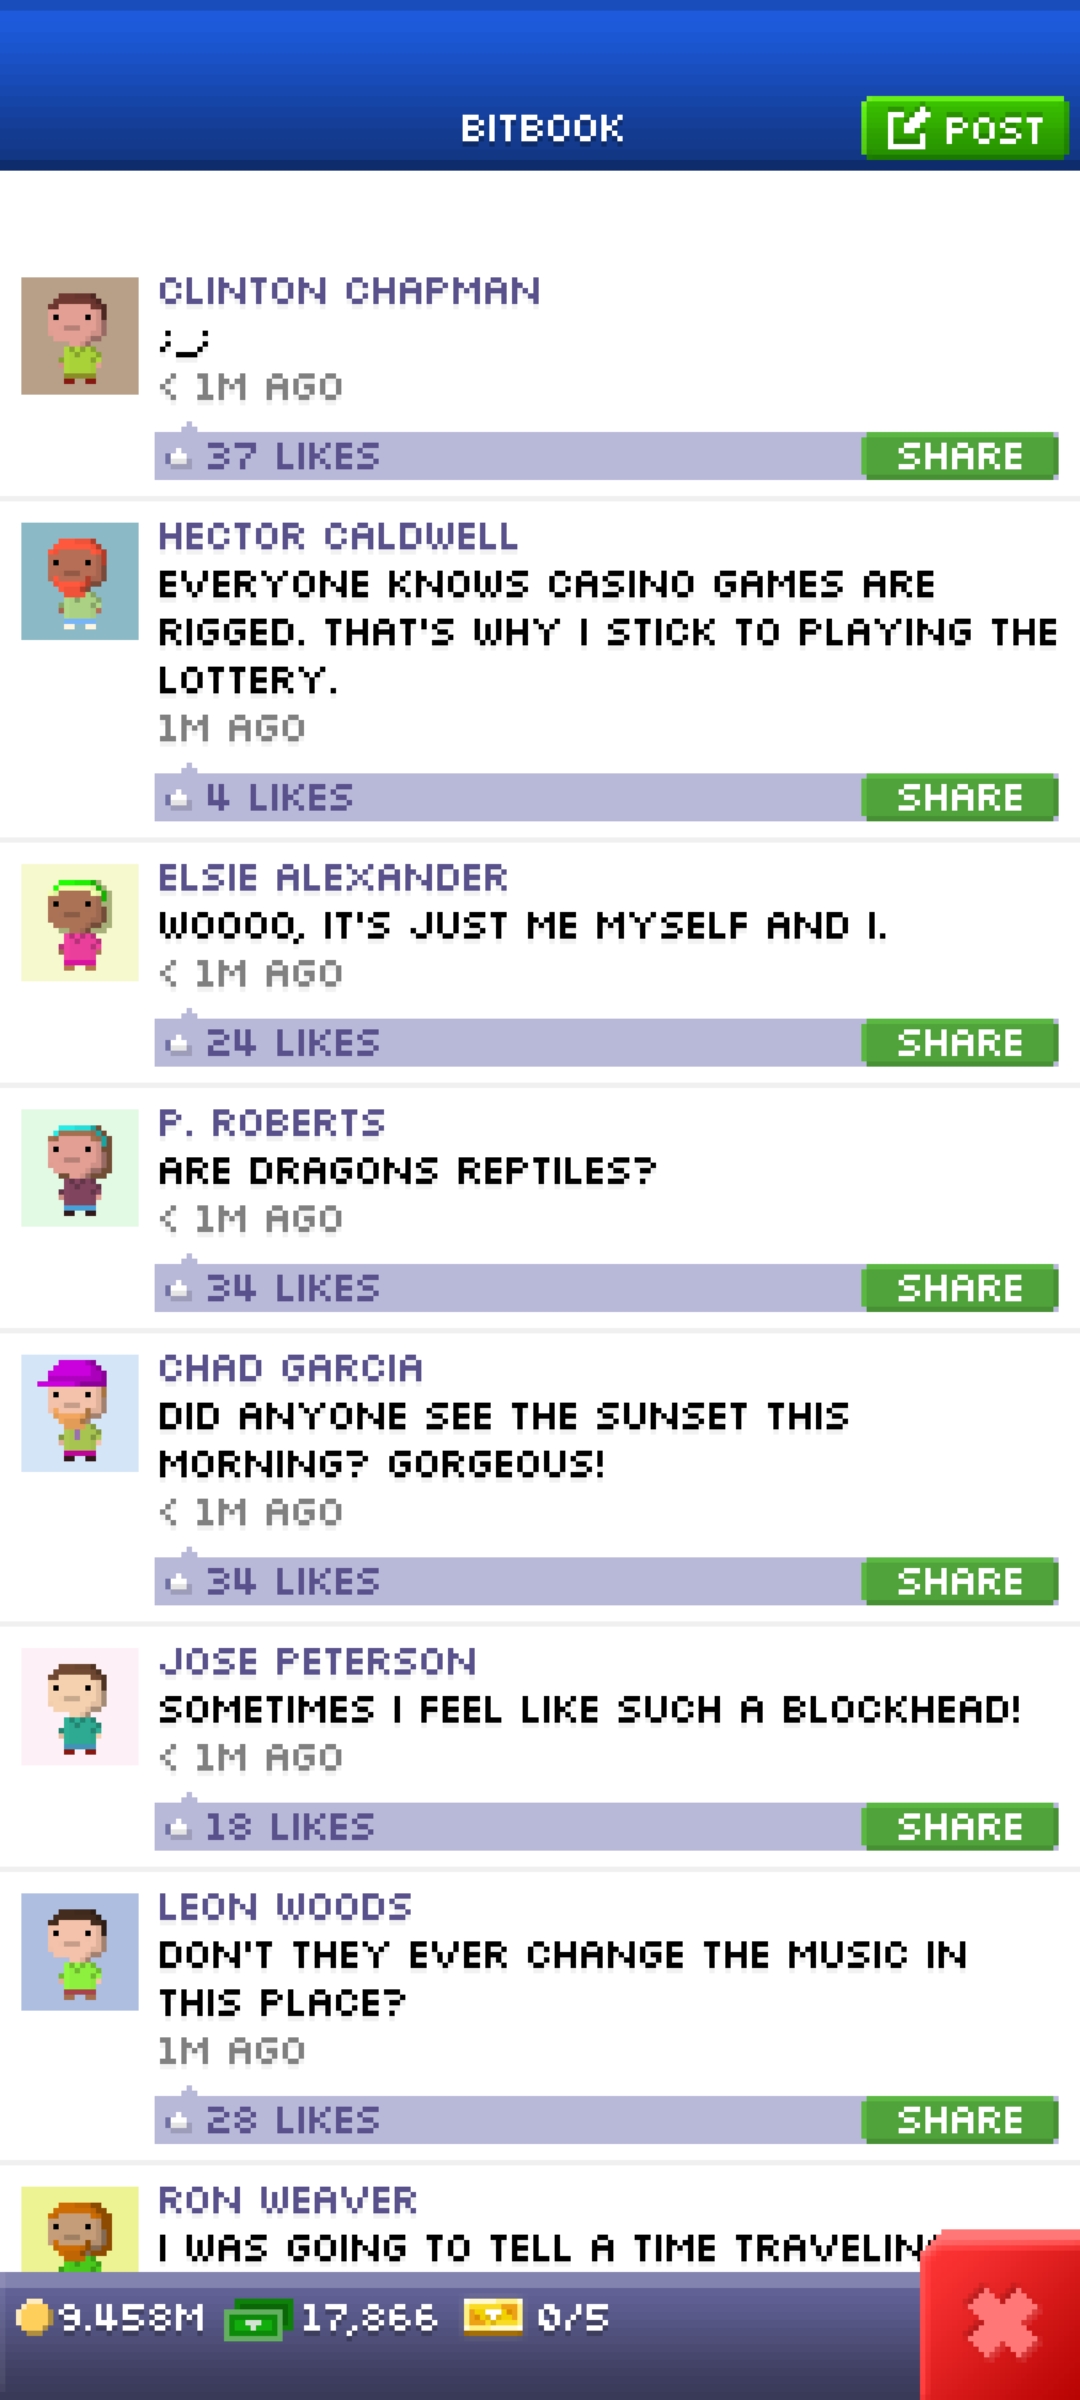 BITBOOK
POST
CLINTON CHAPMAN
;_;
< 1M AGO
37 LIKES
SHARE
HECTOR CALDWELL
EVERYONE KNOWS CASINO GAMES ARE
RIGGED. THAT'S WHY I STICK TO PLAYING THE
LOTTERY.
1M AGO
4 LIKES
SHARE
ELSIE ALEXANDER
WOOOO, IT'S JUST ME MYSELF AND I.
< 1M AGO
24 LIKES
SHARE
P. ROBERTS
ARE DRAGONS REPTILES?
< 1M AGO
34 LIKES
SHARE
CHAD GARCIA
DID ANYONE SEE THE SUNSET THIS
MORNING? GORGEOUS!
< 1M AGO
34 LIKES
SHARE
JOSE PETERSON
SOMETIMES I FEEL LIKE SUCH A BLOCKHEAD!
< 1M AGO
18 LIKES
SHARE
LEON WOODS
DON'T THEY EVER CHANGE THE MUSIC IN
THIS PLACE?
1M AGO
28 LIKES
SHARE
RON WEAVER
I WAS GOING TO TELL A TIME
9.458M 17,866 0/5